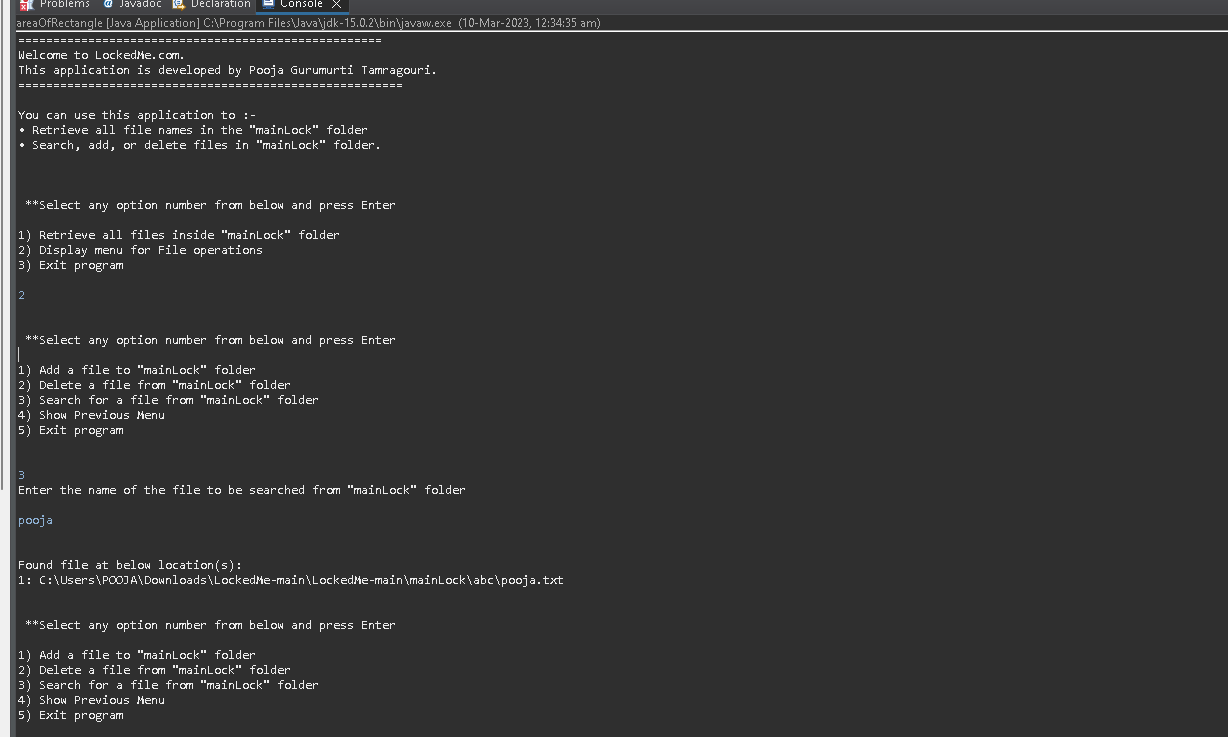 Problems @ Javadoc Declaration Console
areaOfRectangle [Java Application] C:\Program Files\Java\jdk-15.0.2\bin\javaw.exe (10-Mar-2023, 12:34:35 am)
====================================================
Welcome to LockedMe.com.
This application is developed by Pooja Gurumurti Tamragouri.
=======================================================
You can use this application to :-
• Retrieve all file names in the "mainLock" folder
• Search, add, or delete files in "mainLock" folder.
**Select any option number from below and press Enter
1) Retrieve all files inside "mainLock" folder
2) Display menu for File operations
3) Exit program
2
**Select any option number from below and press Enter
1) Add a file to "mainLock" folder
2) Delete a file from "mainLock" folder
3) Search for a file from "mainLock" folder
4) Show Previous Menu
5) Exit program
3
Enter the name of the file to be searched from "mainLock" folder
pooja
Found file at below location(s):
1: C:\Users\POOJA\Downloads\LockedMe-main\LockedMe-main\mainLock\abc\pooja.txt
**Select any option number from below and press Enter
1) Add a file to "mainLock" folder
2) Delete a file from "mainLock" folder
3) Search for a file from "mainLock" folder
4) Show Previous Menu
5) Exit program